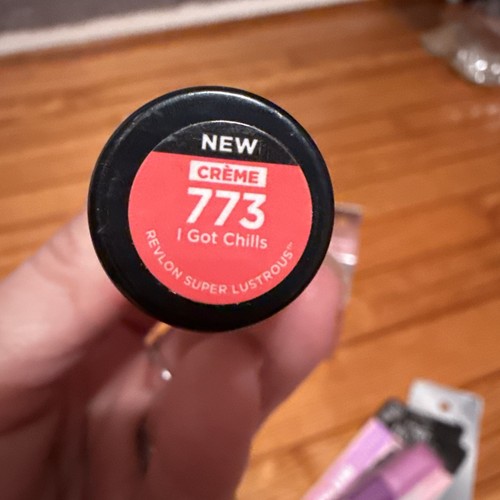 NEW
CRÈME
773
I Got Chills
REVLON SUPER LUSTROUS™